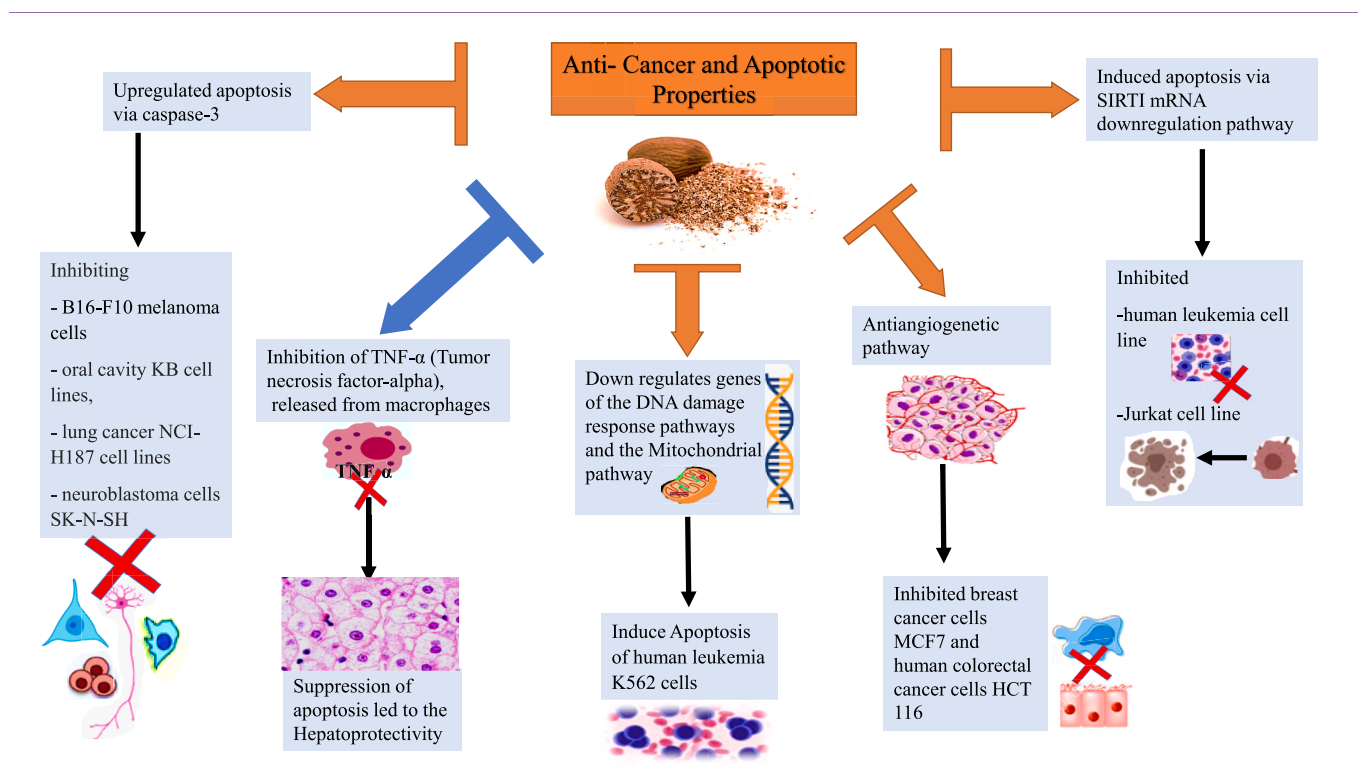 Anti- Cancer and Apoptotic
Properties
Upregulated apoptosis
via caspase-3
Inhibiting
- B16-F10 melanoma
cells
- oral cavity KB cell
lines,
- lung cancer NCI-
H187 cell lines
- neuroblastoma cells
SK-N-SH
Inhibition of TNF-α (Tumor
necrosis factor-alpha),
released from macrophages
TNF-α
Suppression of
apoptosis led to the
Hepatoprotectivity
Down regulates genes
of the DNA damage
response pathways
and the Mitochondrial
pathway
Induce Apoptosis
of human leukemia
K562 cells
Antiangiogenetic
pathway
Inhibited breast
cancer cells
MCF7 and
human colorectal
cancer cells HCT
116
Induced apoptosis via
SIRTI mRNA
downregulation pathway
Inhibited
-human leukemia cell
line
-Jurkat cell line